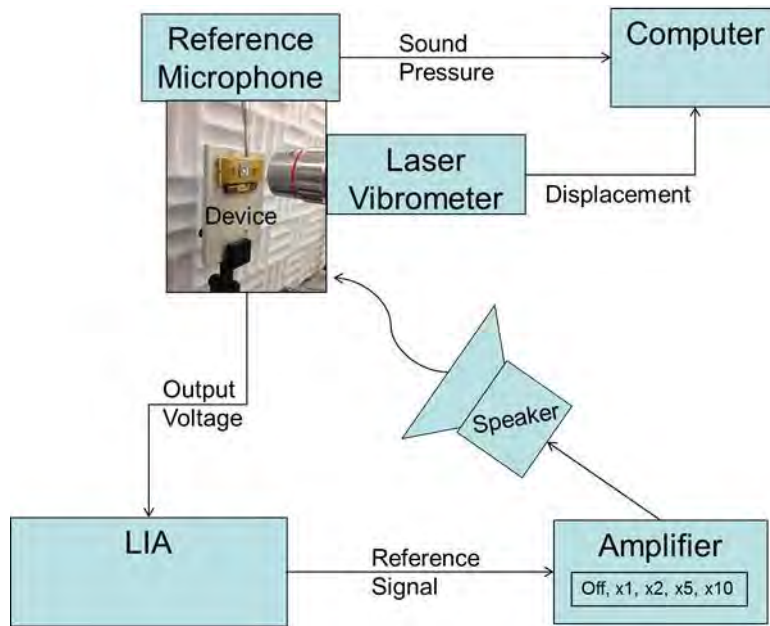 Reference
Microphone
Sound
Pressure
Computer
Laser
Vibrometer
Displacement
Device
Output
Voltage
Speaker
LIA
Reference
Signal
Amplifier
Off, x1, x2, x5, x10